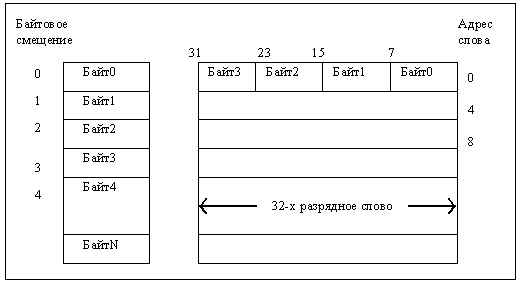 Байтовое
смещение
Адрес
слова
31 23 15 7
0 Байт0 Байт3 Байт2 Байт1 Байт0 0
1 Байт1 4
2 Байт2 8
3 Байт3
4 Байт4
32-х разрядное слово
БайтN